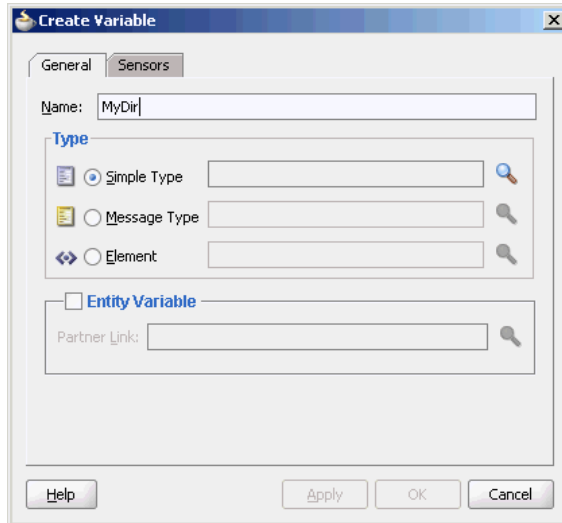 Create Variable
General Sensors
Name: MyDir
Type
Simple Type
Message Type
Element
Entity Variable
Partner Link:
Help Apply OK Cancel